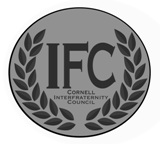 IFC
CORNELL
INTERFRATERNITY
COUNCIL